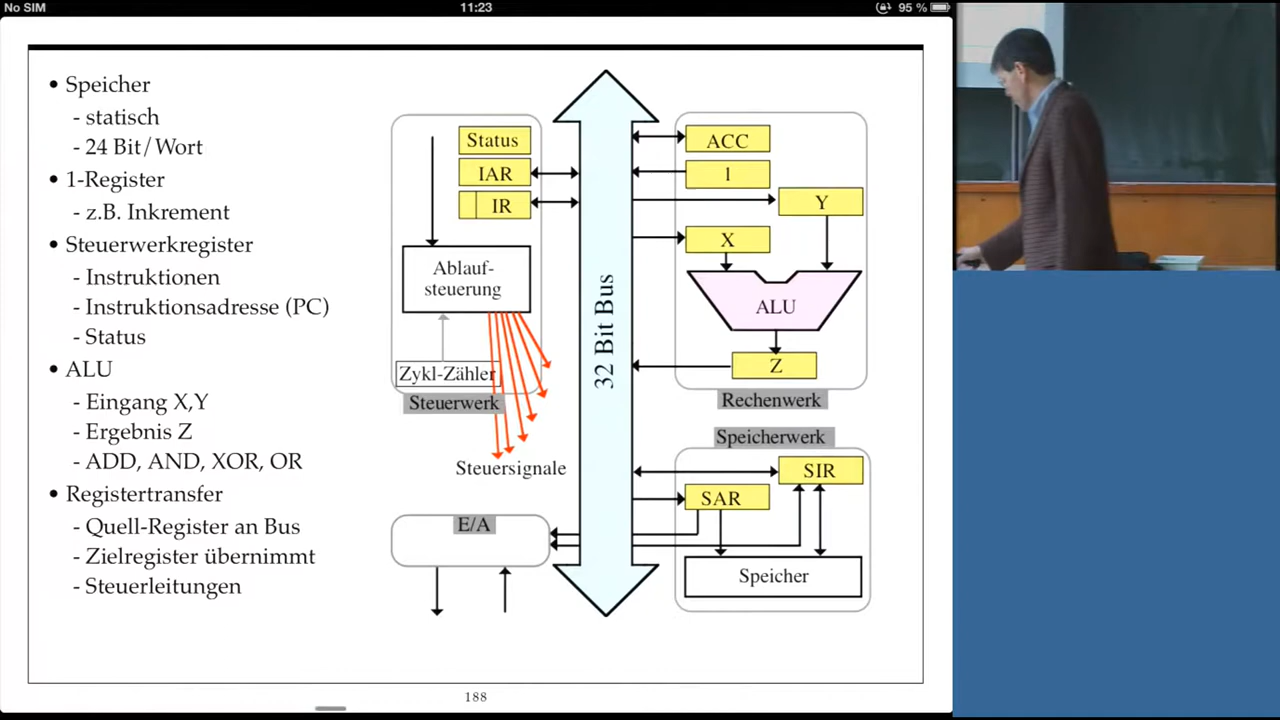 No SIM
11:23
95 %
• Speicher
- statisch
- 24 Bit/Wort
• 1-Register
- z.B. Inkrement
• Steuerwerkregister
- Instruktionen
- Instruktionsadresse (PC)
- Status
• ALU
- Eingang X,Y
- Ergebnis Z
- ADD, AND, XOR, OR
• Registertransfer
- Quell-Register an Bus
- Zielregister übernimmt
- Steuerleitungen
Status
IAR
IR
Ablauf-
steuerung
Zykl-Zähler
Steuerwerk
Steuersignale
E/A
32 Bit Bus
ACC
1
Y
X
ALU
Z
Rechenwerk
Speicherwerk
SIR
SAR
Speicher
188